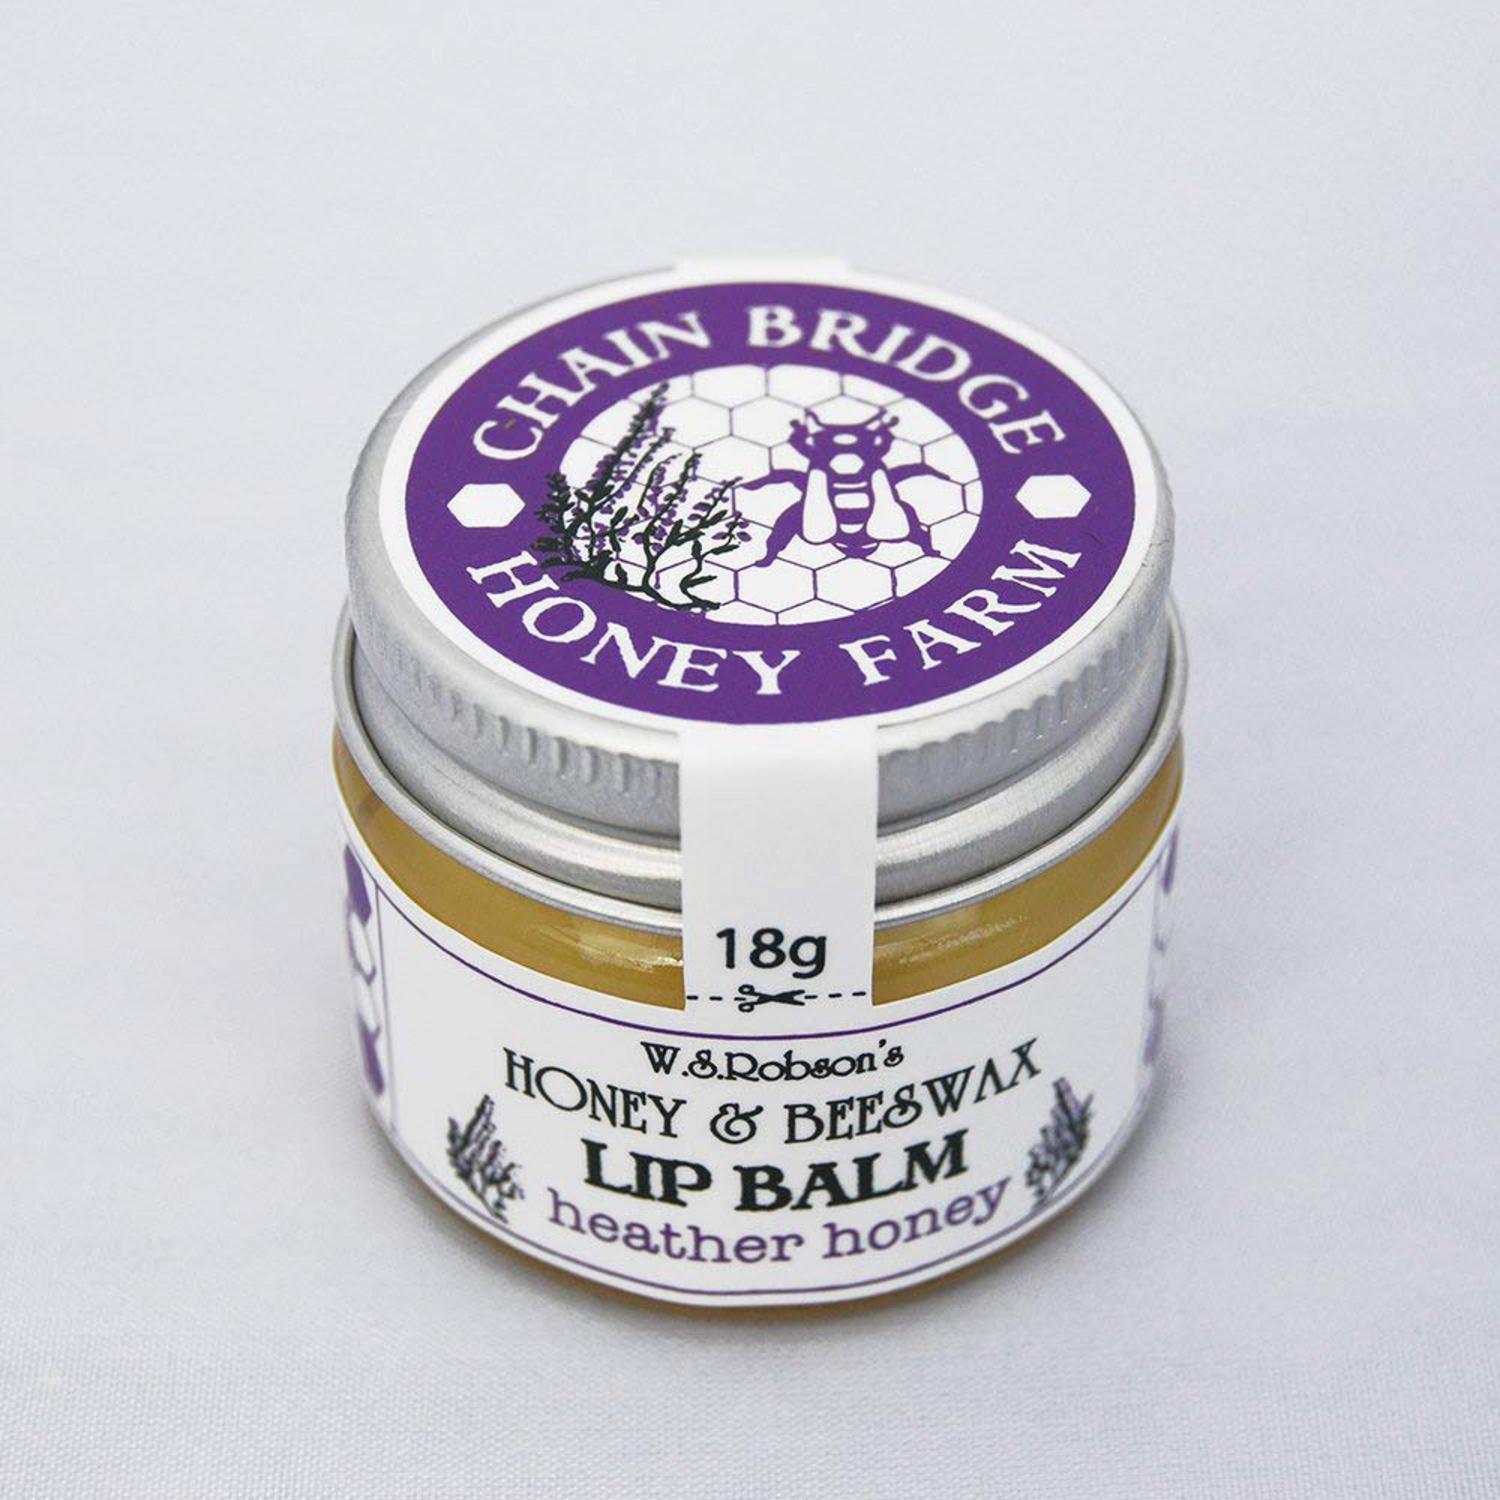 CHAIN BRIDGE
HONEY FARM
18g
W.S.Robson's
HONEY & BEESWAX
LIP BALM
heather honey